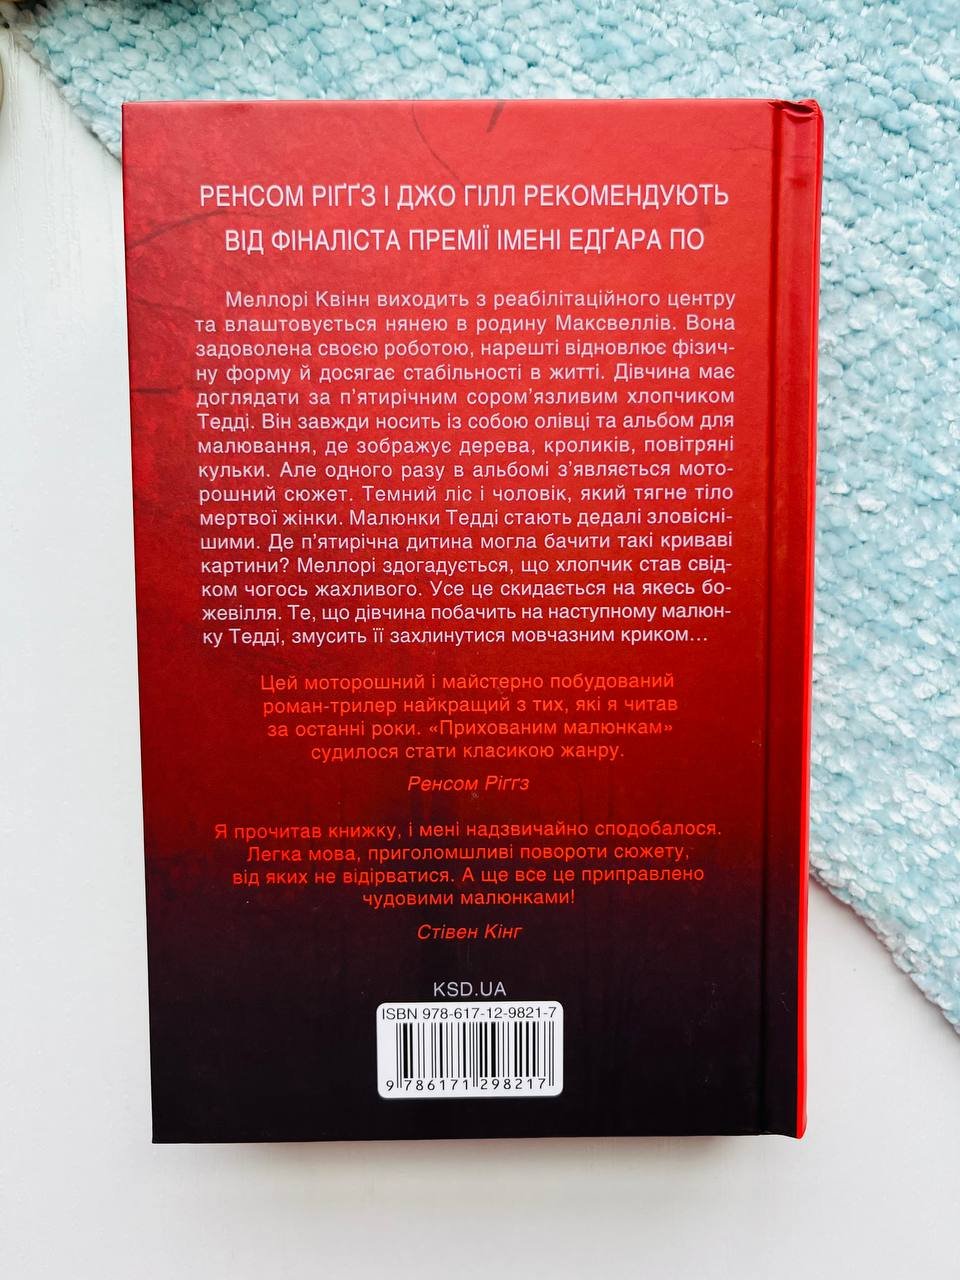 РЕНСОМ РІҐҐЗ І ДЖО ГІЛЛ РЕКОМЕНДУЮТЬ
ВІД ФІНАЛІСТА ПРЕМІЇ ІМЕНІ ЕДҐАРА ПО
Меллорі Квінн виходить з реабілітаційного центру
та влаштовується нянею в родину Максвеллів. Вона
задоволена своєю роботою, нарешті відновлює фізич-
ну форму й досягає стабільності в житті. Дівчина має
доглядати за п’ятирічним сором’язливим хлопчиком
Тедді. Він завжди носить із собою олівці та альбом для
малювання, де зображує дерева, кроликів, повітряні
кульки. Але одного разу в альбомі з’являється мото-
рошний сюжет. Темний ліс і чоловік, який тягне тіло
мертвої жінки. Малюнки Тедді стають дедалі зловісні-
шими. Де п’ятирічна дитина могла бачити такі криваві
картини? Меллорі здогадується, що хлопчик став свід-
ком чогось жахливого. Усе це скидається на якесь бо-
жевілля. Те, що дівчина побачить на наступному малюн-
ку Тедді, змусить її захлинутися мовчазним криком...
Цей моторошний і майстерно побудований
роман-трилер найкращий з тих, які я читав
за останні роки. «Прихованим малюнкам»
судилося стати класикою жанру.
Ренсом Ріггз
Я прочитав книжку, і мені надзвичайно сподобалося.
Легка мова, приголомшливі повороти сюжету,
від яких не відірватися. А ще все це приправлено
чудовими малюнками!
Стівен Кінг
KSD.UA
ISBN 978-617-12-9821-7
9 786171 298217